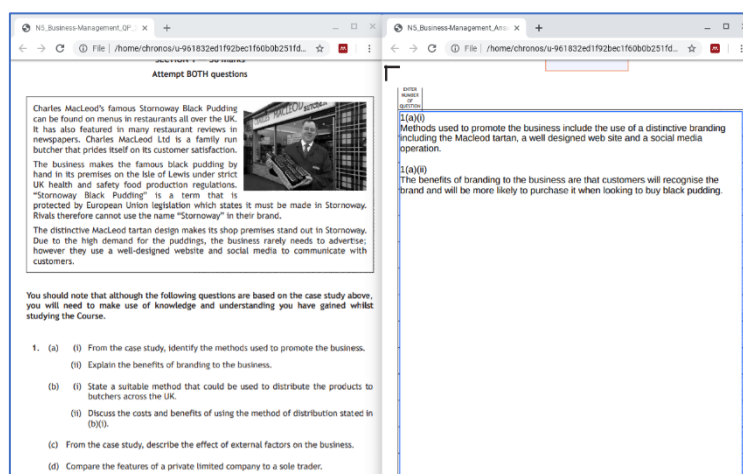 N5_Business-Management_QP_
File
/home/chronos/u-961832ed1f92bec1f60b0b251fd...
Attempt BOTH questions
Charles MacLeod's famous Stornoway Black Pudding
can be found on menus in restaurants all over the UK.
It has also featured in many restaurant reviews in
newspapers. Charles MacLeod Ltd is a family run
butcher that prides itself on its customer satisfaction.
The business makes the famous black pudding by
hand in its premises on the Isle of Lewis under strict
UK health and safety food production regulations.
"Stornoway Black Pudding" is a term that is
protected by European Union legislation which states it must be made in Stornoway.
Rivals therefore cannot use the name "Stornoway" in their brand.
The distinctive MacLeod tartan design makes its shop premises stand out in Stornoway.
Due to the high demand for the puddings, the business rarely needs to advertise;
however they use a well-designed website and social media to communicate with
customers.
You should note that although the following questions are based on the case study above,
you will need to make use of knowledge and understanding you have gained whilst
studying the Course.
1. (a) (i) From the case study, identify the methods used to promote the business.
(ii) Explain the benefits of branding to the business.
(b) (i) State a suitable method that could be used to distribute the products to
butchers across the UK.
(ii) Discuss the costs and benefits of using the method of distribution stated in
(b)(i).
(c) From the case study, describe the effect of external factors on the business.
(d) Compare the features of a private limited company to a sole trader.
N5_Business-Management_Ans
File
/home/chronos/u-961832ed1f92bec1f60b0b251fd...
ENTER
NUMBER
OF
QUESTION
1(a)(i)
Methods used to promote the business include the use of a distinctive branding
including the Macleod tartan, a well designed web site and a social media
operation.
1(a)(ii)
The benefits of branding to the business are that customers will recognise the
brand and will be more likely to purchase it when looking to buy black pudding.